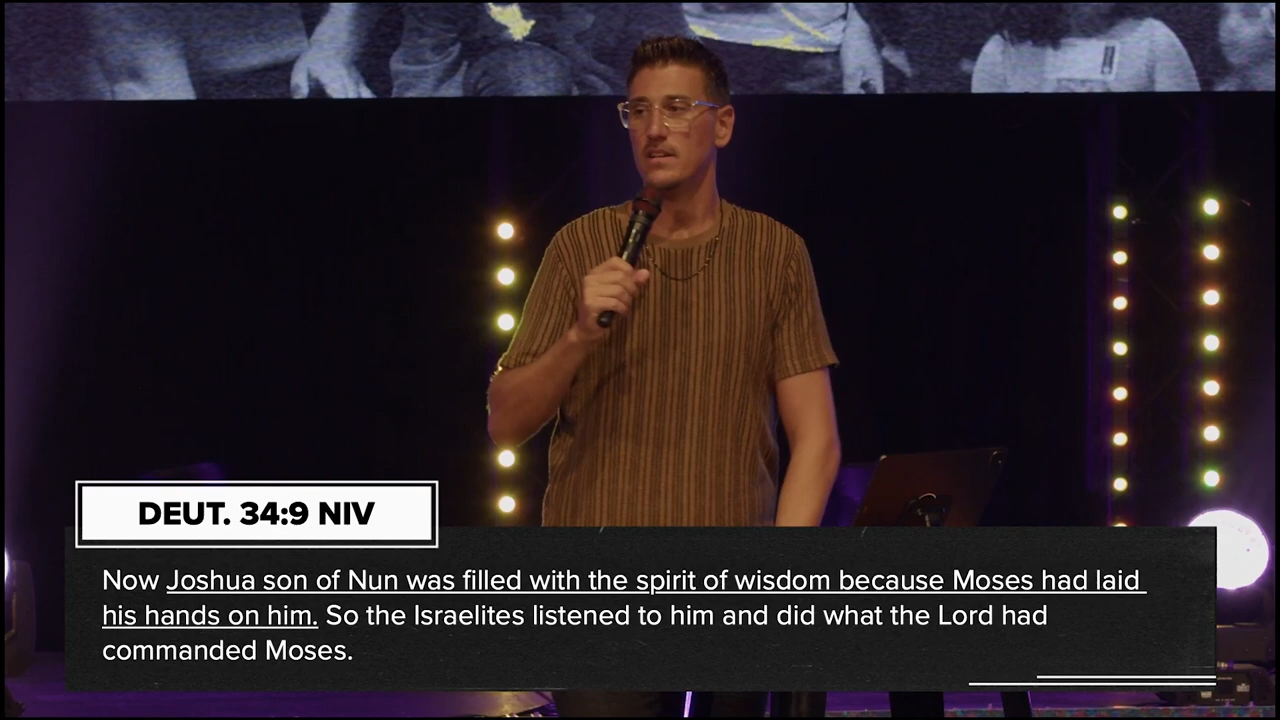 DEUT. 34:9 NIV
Now Joshua son of Nun was filled with the spirit of wisdom because Moses had laid
his hands on him. So the Israelites listened to him and did what the Lord had
commanded Moses.